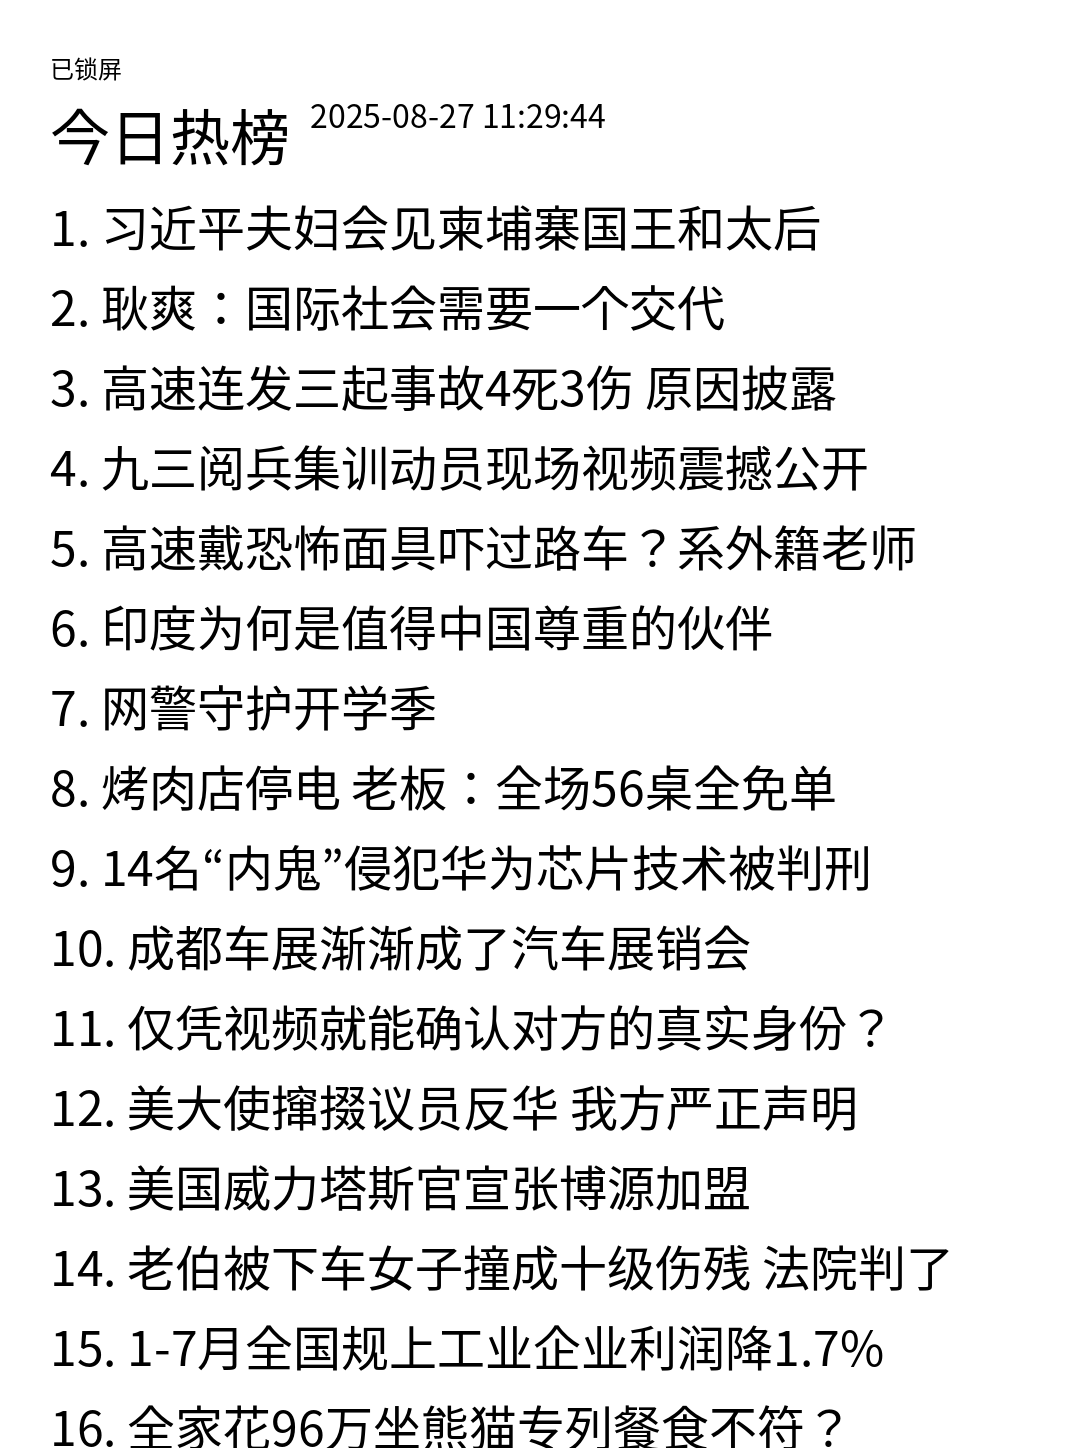 已锁屏
今日热榜 2025-08-27 11:29:44
1. 习近平夫妇会见柬埔寨国王和太后
2. 耿爽：国际社会需要一个交代
3. 高速连发三起事故4死3伤 原因披露
4. 九三阅兵集训动员现场视频震撼公开
5. 高速戴恐怖面具吓过路车？系外籍老师
6. 印度为何是值得中国尊重的伙伴
7. 网警守护开学季
8. 烤肉店停电 老板：全场56桌全免单
9. 14名“内鬼”侵犯华为芯片技术被判刑
10. 成都车展渐渐成了汽车展销会
11. 仅凭视频就能确认对方的真实身份？
12. 美大使撺掇议员反华 我方严正声明
13. 美国威力塔斯官宣张博源加盟
14. 老伯被下车女子撞成十级伤残 法院判了
15. 1-7月全国规上工业企业利润降1.7%
16. 全家花96万坐熊猫专列餐食不符？